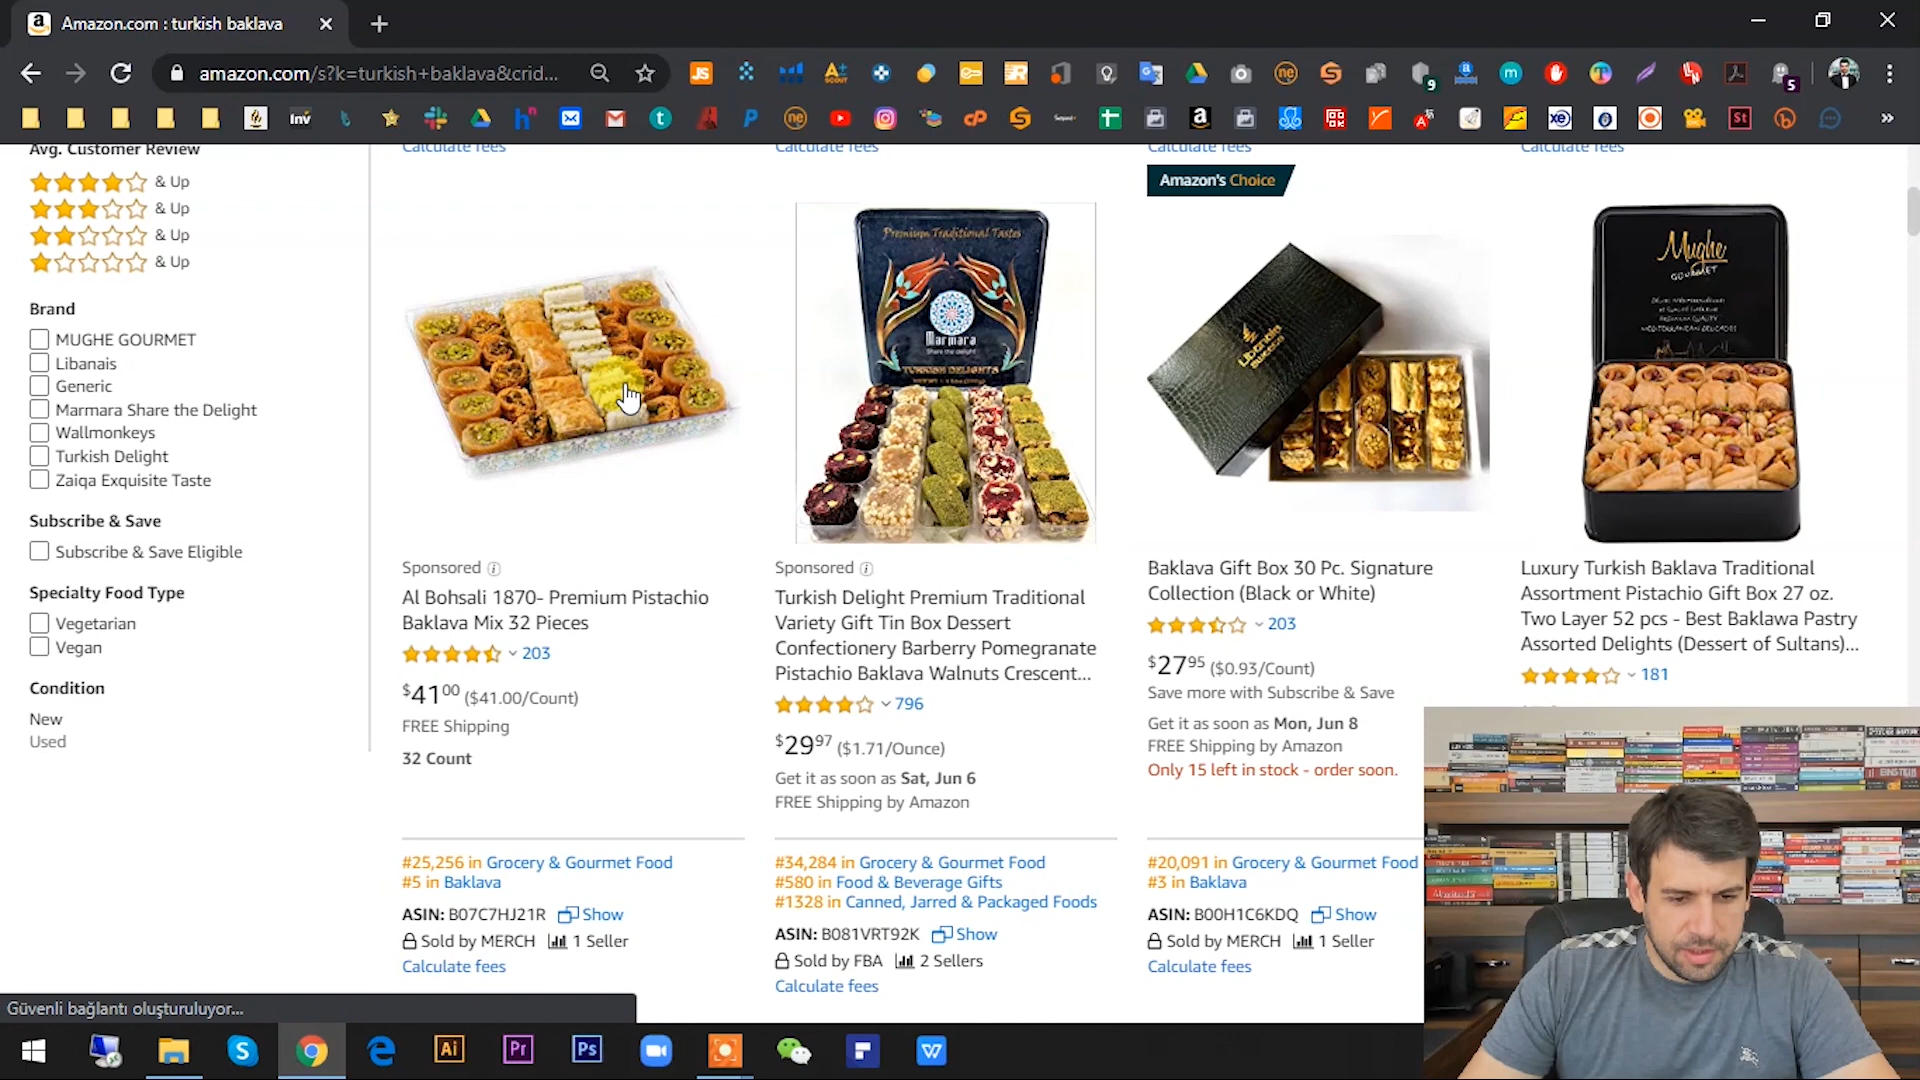 Amazon.com : turkish baklava
amazon.com/s?k=turkish+baklava&crid...
Avg. Customer Review
& Up
& Up
& Up
& Up
Brand
MUGHE GOURMET
Libanais
Generic
Marmara Share the Delight
Wallmonkeys
Turkish Delight
Zaiqa Exquisite Taste
Subscribe & Save
Subscribe & Save Eligible
Specialty Food Type
Vegetarian
Vegan
Condition
New
Used
Calculate fees
Calculate fees
Calculate fees
Calculate fees
Sponsored
Al Bohsali 1870- Premium Pistachio
Baklava Mix 32 Pieces
203
$41 00 ($41.00/Count)
FREE Shipping
32 Count
#25,256 in Grocery & Gourmet Food
#5 in Baklava
ASIN: B07C7HJ21R Show
Sold by MERCH 1 Seller
Calculate fees
Premium Traditional Tastes
Marmara
Share the delight
TURKISH DELIGHTS
Sponsored
Turkish Delight Premium Traditional
Variety Gift Tin Box Dessert
Confectionery Barberry Pomegranate
Pistachio Baklava Walnuts Crescent...
796
$29 97 ($1.71/Ounce)
Get it as soon as Sat, Jun 6
FREE Shipping by Amazon
#34,284 in Grocery & Gourmet Food
#580 in Food & Beverage Gifts
#1328 in Canned, Jarred & Packaged Foods
ASIN: B081VRT92K Show
Sold by FBA 2 Sellers
Calculate fees
Amazon's Choice
Baklava Gift Box 30 Pc. Signature
Collection (Black or White)
203
$27 95 ($0.93/Count)
Save more with Subscribe & Save
Get it as soon as Mon, Jun 8
FREE Shipping by Amazon
Only 15 left in stock - order soon.
#20,091 in Grocery & Gourmet Food
#3 in Baklava
ASIN: B00H1C6KDQ Show
Sold by MERCH 1 Seller
Calculate fees
Mughe
GOURMET
Luxury Turkish Baklava Traditional
Assortment Pistachio Gift Box 27 oz.
Two Layer 52 pcs - Best Baklawa Pastry
Assorted Delights (Dessert of Sultans)...
181
Güvenli bağlantı oluşturuluyor...